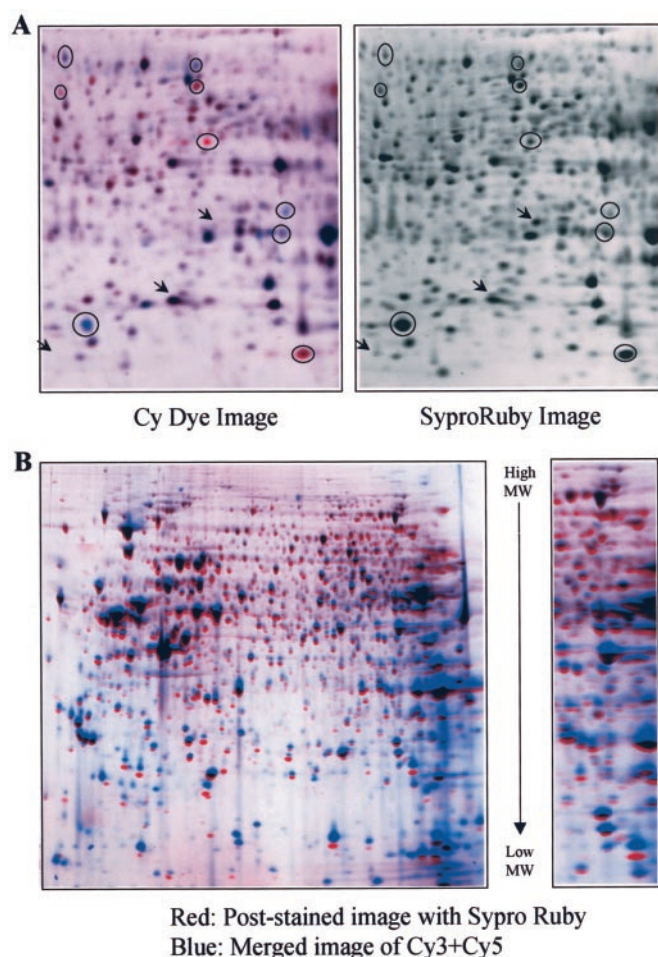 A
Cy Dye Image
SyproRuby Image
B
High
MW
Low
MW
Red: Post-stained image with Sypro Ruby
Blue: Merged image of Cy3+Cy5